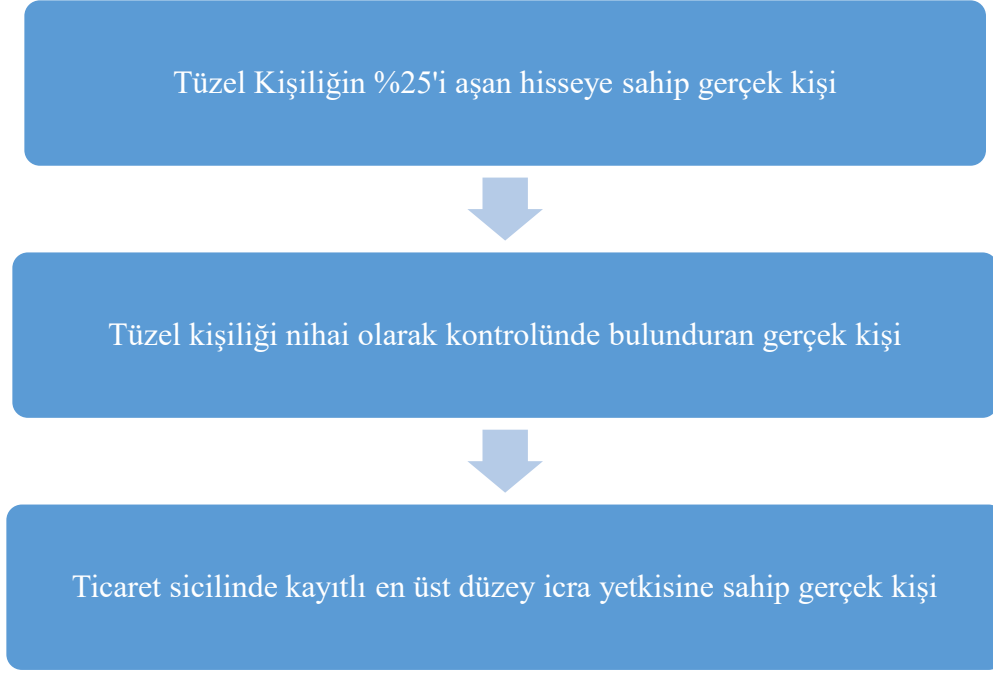 Tüzel Kişiliğin %25'i aşan hisseye sahip gerçek kişi
Tüzel kişiliği nihai olarak kontrolünde bulunduran gerçek kişi
Ticaret sicilinde kayıtlı en üst düzey icra yetkisine sahip gerçek kişi